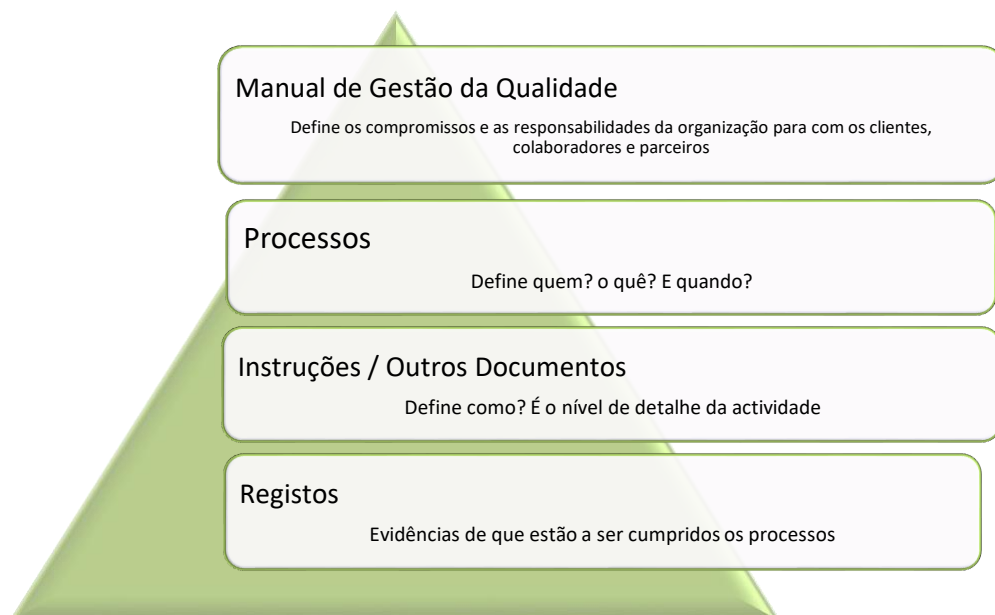 Manual de Gestão da Qualidade
Define os compromissos e as responsabilidades da organização para com os clientes,
colaboradores e parceiros
Processos
Define quem? o quê? E quando?
Instruções / Outros Documentos
Define como? É o nível de detalhe da actividade
Registos
Evidências de que estão a ser cumpridos os processos